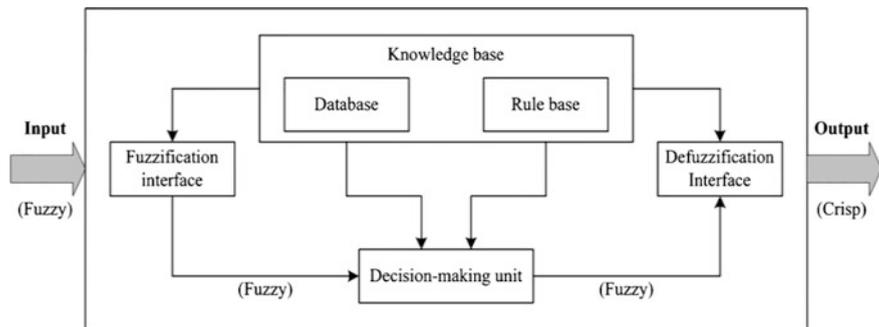 Knowledge base
Database
Rule base
Input
Fuzzification
interface
(Fuzzy)
Defuzzification
Interface
Output
(Crisp)
(Fuzzy)
Decision-making unit
(Fuzzy)